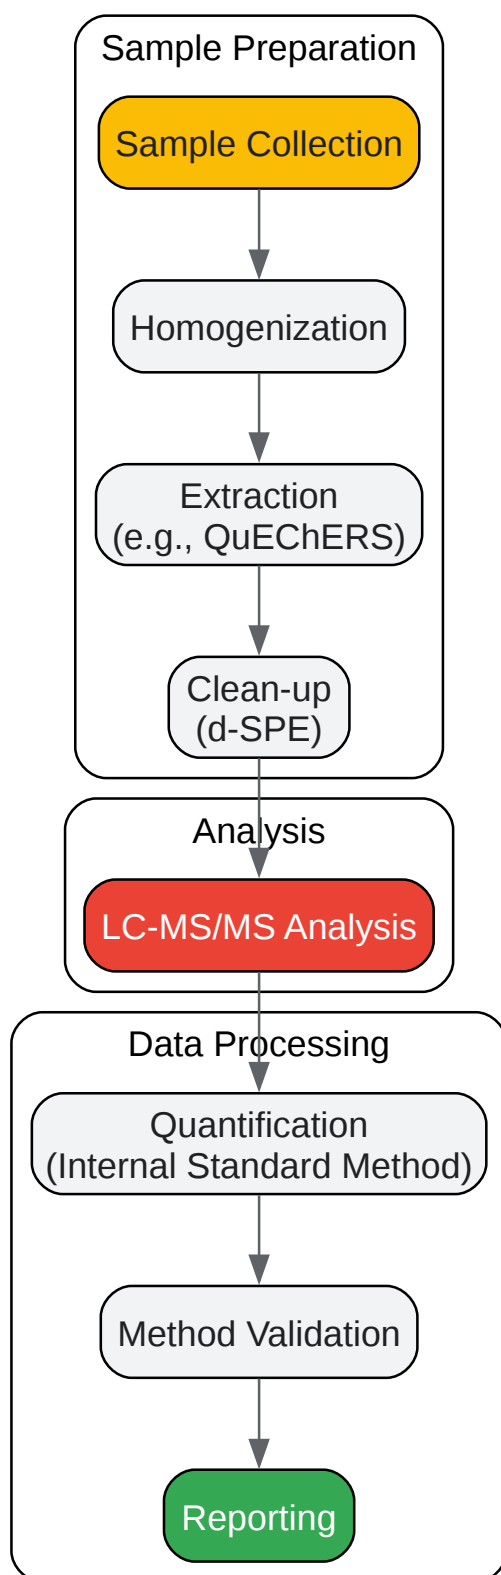 Sample Preparation
Sample Collection
Homogenization
Extraction
(e.g., QuEChERS)
Clean-up
(d-SPE)
Analysis
LC-MS/MS Analysis
Data Processing
Quantification
(Internal Standard Method)
Method Validation
Reporting